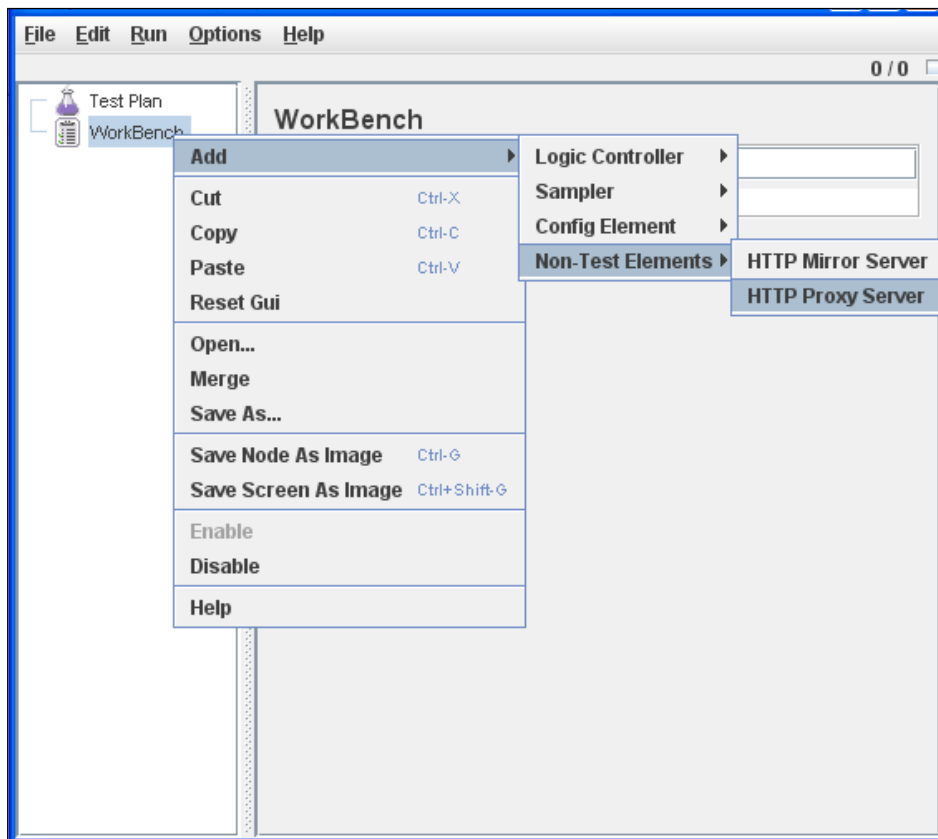 File Edit Run Options Help
0 / 0
Test Plan
WorkBench
WorkBench
Add
Cut Ctrl-X
Copy Ctrl-C
Paste Ctrl-V
Reset Gui
Open...
Merge
Save As...
Save Node As Image Ctrl-G
Save Screen As Image Ctrl+Shift-G
Enable
Disable
Help
Logic Controller
Sampler
Config Element
Non-Test Elements
HTTP Mirror Server
HTTP Proxy Server